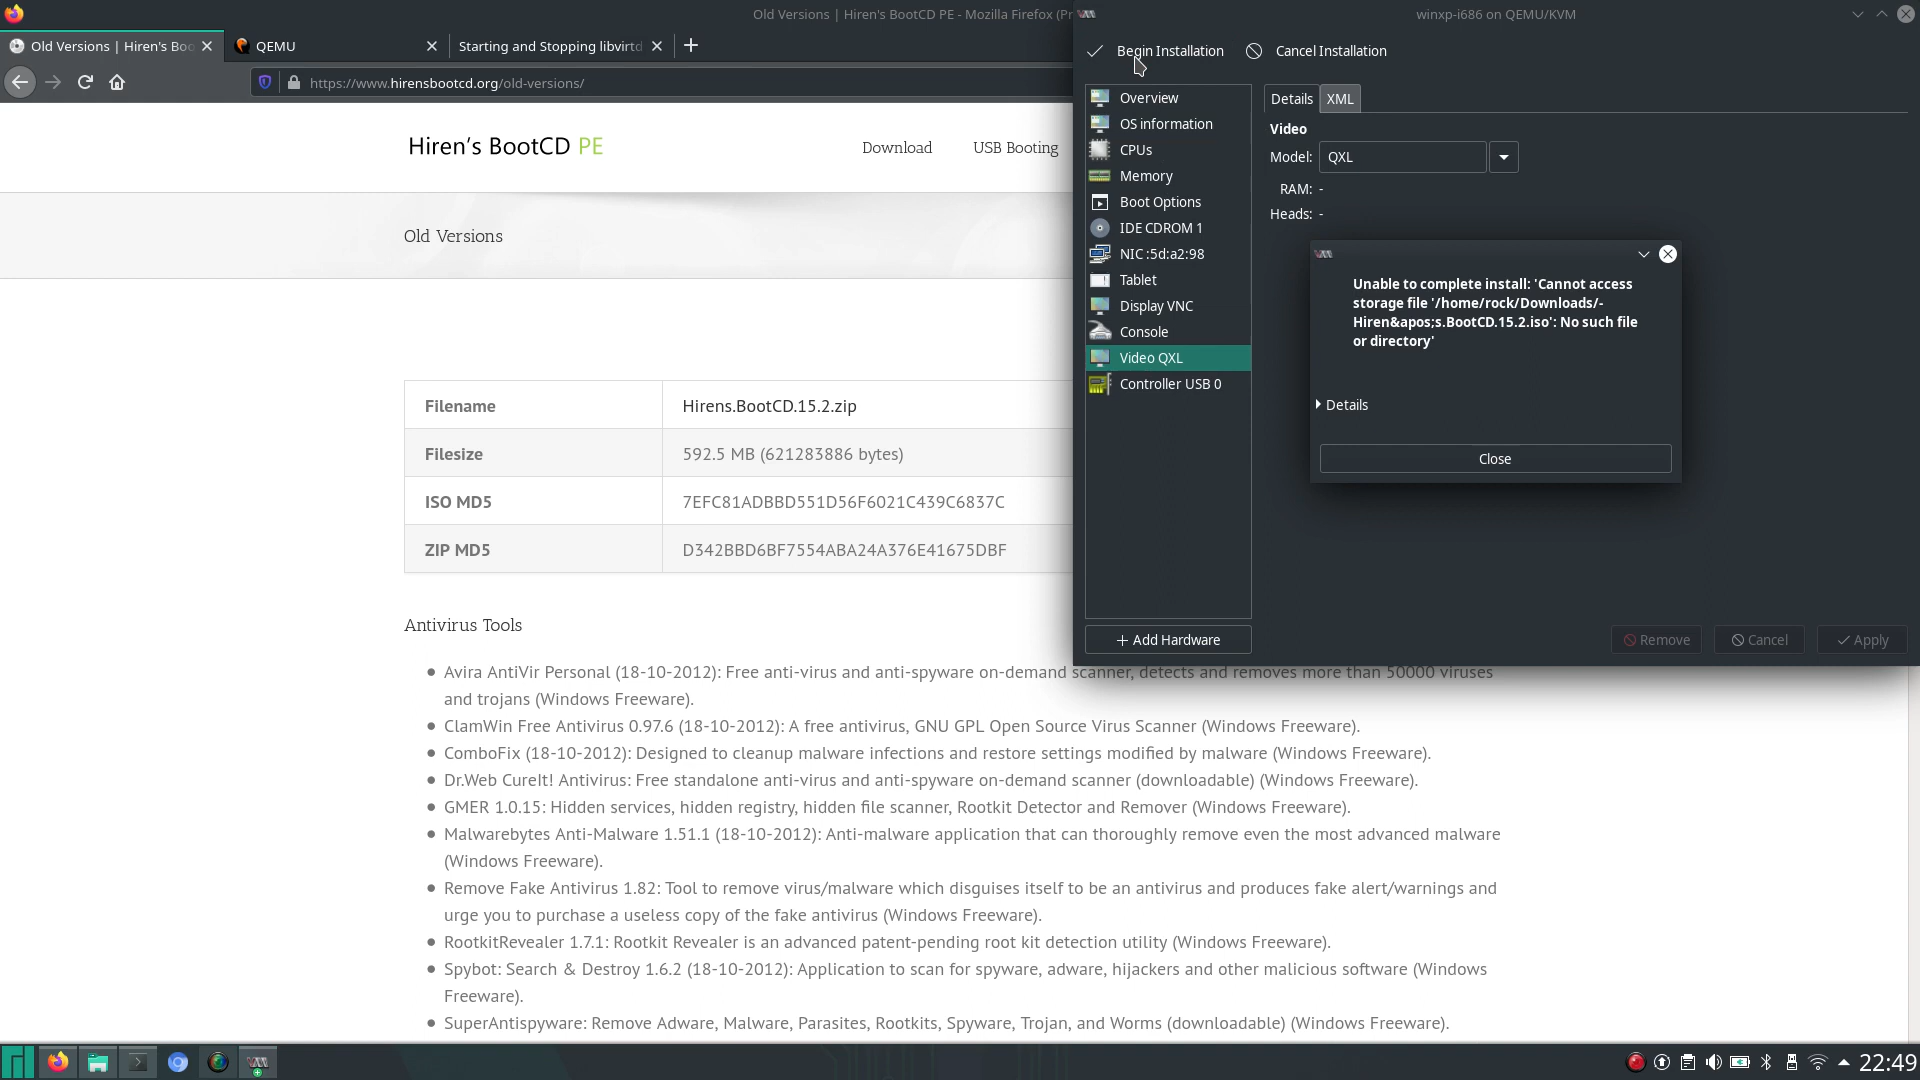 Old Versions | Hiren's BootCD PE - Mozilla Firefox (Pr
winxp-i686 on QEMU/KVM
Old Versions | Hiren's Boo
QEMU
Starting and Stopping libvirtd
https://www.hirensbootcd.org/old-versions/
Begin Installation
Cancel Installation
Hiren's BootCD PE
Download
USB Booting
Old Versions
Filename Hirens.BootCD.15.2.zip
Filesize 592.5 MB (621283886 bytes)
ISO MD5 7EFC81ADBBD551D56F6021C439C6837C
ZIP MD5 D342BBD6BF7554ABA24A376E41675DBF
Antivirus Tools
Avira AntiVir Personal (18-10-2012): Free anti-virus and anti-spyware on-demand scanner, detects and removes more than 50000 viruses
and trojans (Windows Freeware).
ClamWin Free Antivirus 0.97.6 (18-10-2012): A free antivirus, GNU GPL Open Source Virus Scanner (Windows Freeware).
ComboFix (18-10-2012): Designed to cleanup malware infections and restore settings modified by malware (Windows Freeware).
Dr.Web CureIt! Antivirus: Free standalone anti-virus and anti-spyware on-demand scanner (downloadable) (Windows Freeware).
GMER 1.0.15: Hidden services, hidden registry, hidden file scanner, Rootkit Detector and Remover (Windows Freeware).
Malwarebytes Anti-Malware 1.51.1 (18-10-2012): Anti-malware application that can thoroughly remove even the most advanced malware
(Windows Freeware).
Remove Fake Antivirus 1.82: Tool to remove virus/malware which disguises itself to be an antivirus and produces fake alert/warnings and
urge you to purchase a useless copy of the fake antivirus (Windows Freeware).
RootkitRevealer 1.7.1: Rootkit Revealer is an advanced patent-pending root kit detection utility (Windows Freeware).
Spybot: Search & Destroy 1.6.2 (18-10-2012): Application to scan for spyware, adware, hijackers and other malicious software (Windows
Freeware).
SuperAntispyware: Remove Adware, Malware, Parasites, Rootkits, Spyware, Trojan, and Worms (downloadable) (Windows Freeware).
Overview
OS information
CPUs
Memory
Boot Options
IDE CDROM 1
NIC :5d:a2:98
Tablet
Display VNC
Console
Video QXL
Controller USB 0
Add Hardware
Details
XML
Video
Model: QXL
RAM: -
Heads: -
Unable to complete install: 'Cannot access
storage file '/home/rock/Downloads/-
Hiren&apos;s.BootCD.15.2.iso': No such file
or directory'
Details
Close
Remove
Cancel
Apply
22:49